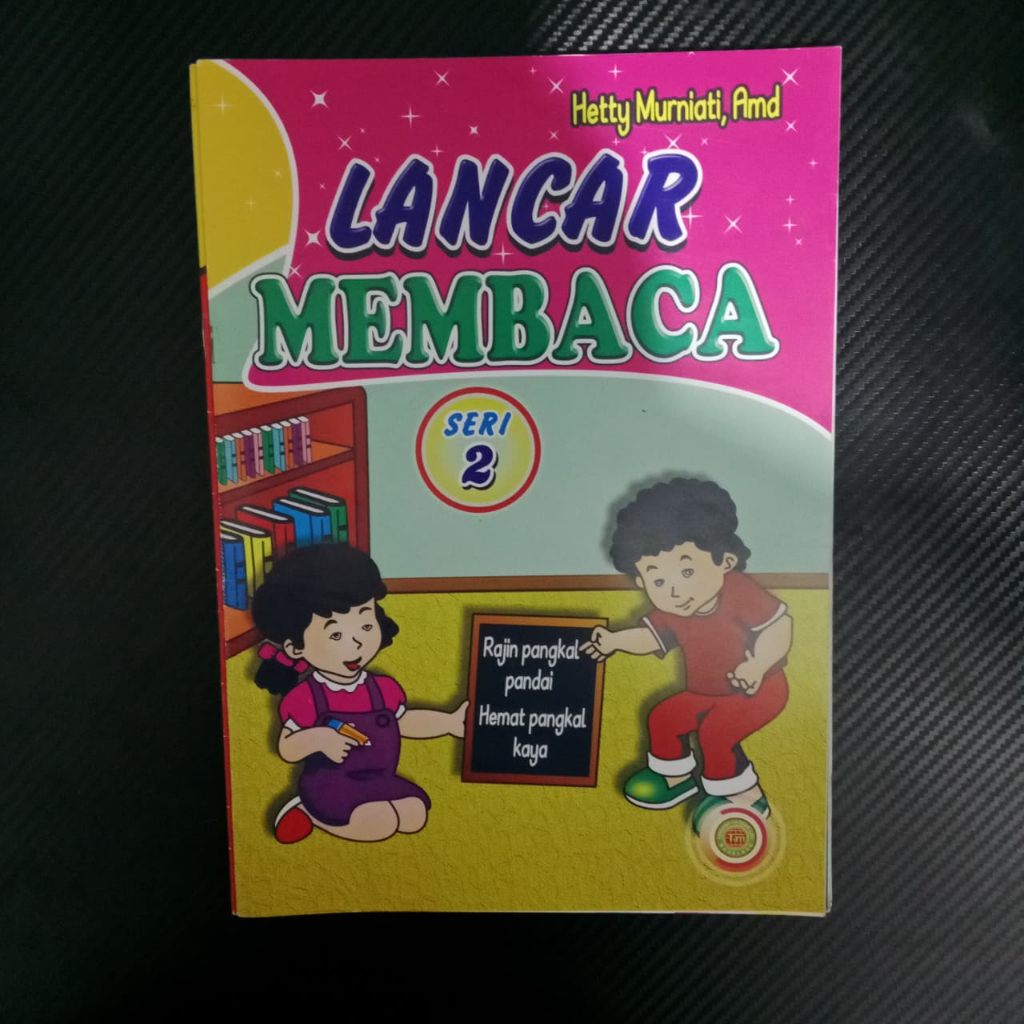 Hetty Murniati, Amd
LANCAR
MEMBACA
SERI
2
Rajin pangkal
pandai
Hemat pangkal
kaya